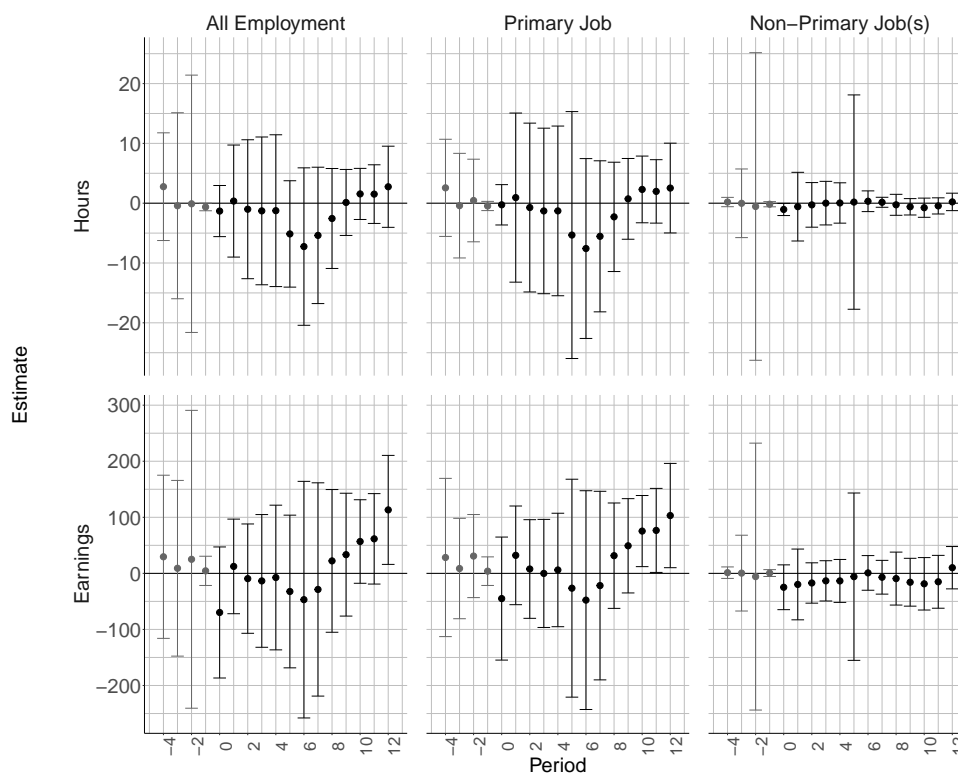 All Employment Primary Job Non−Primary Job(s)
20
10
0
−10
−20
Hours
Estimate
300
200
100
0
−100
−200
Earnings
−4 −2 0 2 4 6 8 10 12 −4 −2 0 2 4 6 8 10 12 −4 −2 0 2 4 6 8 10 12
Period